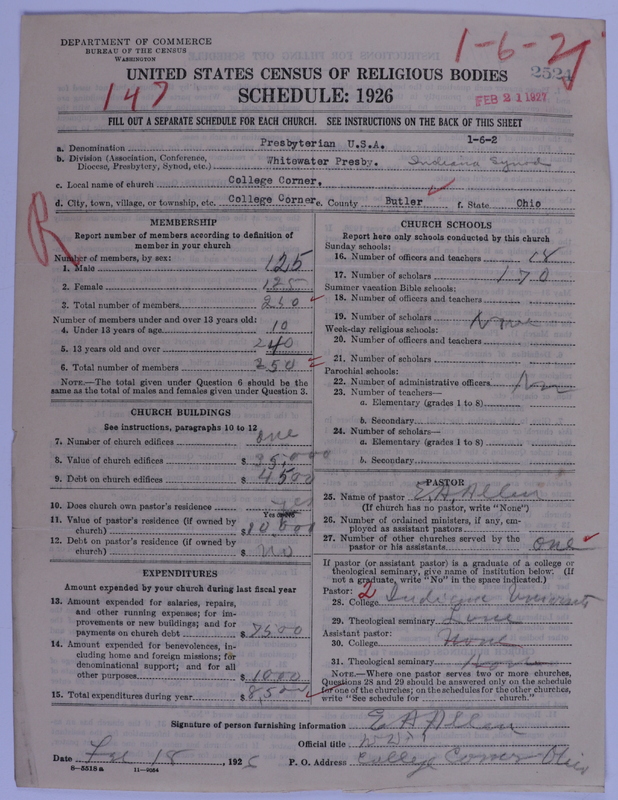 DEPARTMENT OF COMMERCE
BUREAU OF THE CENSUS
WASHINGTON
1-6-2
2524
UNITED STATES CENSUS OF RELIGIOUS BODIES
147
SCHEDULE: 1926
FEB 21 1927
FILL OUT A SEPARATE SCHEDULE FOR EACH CHURCH. SEE INSTRUCTIONS ON THE BACK OF THIS SHEET
a. Denomination Presbyterian U.S.A. 1-6-2
b. Division (Association, Conference, Diocese, Presbytery, Synod, etc.) Whitewater Presby. Indiana Synod
c. Local name of church College Corner.
d. City, town, village, or township, etc. College Corner e. County Butler f. State Ohio
R
MEMBERSHIP
Report number of members according to definition of
member in your church
Number of members, by sex:
1. Male 125
2. Female 125
3. Total number of members 250
Number of members under and over 13 years old:
4. Under 13 years of age 10
5. 13 years old and over 240
6. Total number of members 250
NOTE.—The total given under Question 6 should be the
same as the total of males and females given under Question 3.
CHURCH BUILDINGS
See instructions, paragraphs 10 to 12
7. Number of church edifices one
8. Value of church edifices $ 35,000
9. Debt on church edifices $ 4500
10. Does church own pastor's residence yes
Yes or No
11. Value of pastor's residence (if owned by
church) $ 10,000
12. Debt on pastor's residence (if owned by
church) $ no
EXPENDITURES
Amount expended by your church during last fiscal year
13. Amount expended for salaries, repairs,
and other running expenses; for im-
provements or new buildings; and for
payments on church debt $ 7500
14. Amount expended for benevolences, in-
cluding home and foreign missions; for
denominational support; and for all
other purposes $ 1000
15. Total expenditures during year $ 8,500
CHURCH SCHOOLS
Report here only schools conducted by this church
Sunday schools:
16. Number of officers and teachers 18
17. Number of scholars 170
Summer vacation Bible schools:
18. Number of officers and teachers
19. Number of scholars None
Week-day religious schools:
20. Number of officers and teachers
21. Number of scholars
Parochial schools:
22. Number of administrative officers
23. Number of teachers—
a. Elementary (grades 1 to 8)
b. Secondary
24. Number of scholars—
a. Elementary (grades 1 to 8)
b. Secondary
PASTOR
25. Name of pastor E A Allen
(If church has no pastor, write "None")
26. Number of ordained ministers, if any, em-
ployed as assistant pastors
27. Number of other churches served by the
pastor or his assistants one
If pastor (or assistant pastor) is a graduate of a college or
theological seminary, give name of institution below: (If
not a graduate, write "No" in the space indicated.)
Pastor: 2
28. College Indiana University
29. Theological seminary Lane
Assistant pastor:
30. College None
31. Theological seminary None
NOTE.—Where one pastor serves two or more churches,
Questions 28 and 29 should be answered only on the schedule
for one of the churches; on the schedules for the other churches,
write "See schedule for church."
Signature of person furnishing information E A Allen
Official title
Date 18, 1926 P. O. Address College Corner Ohio
8-5518 a 11-9064